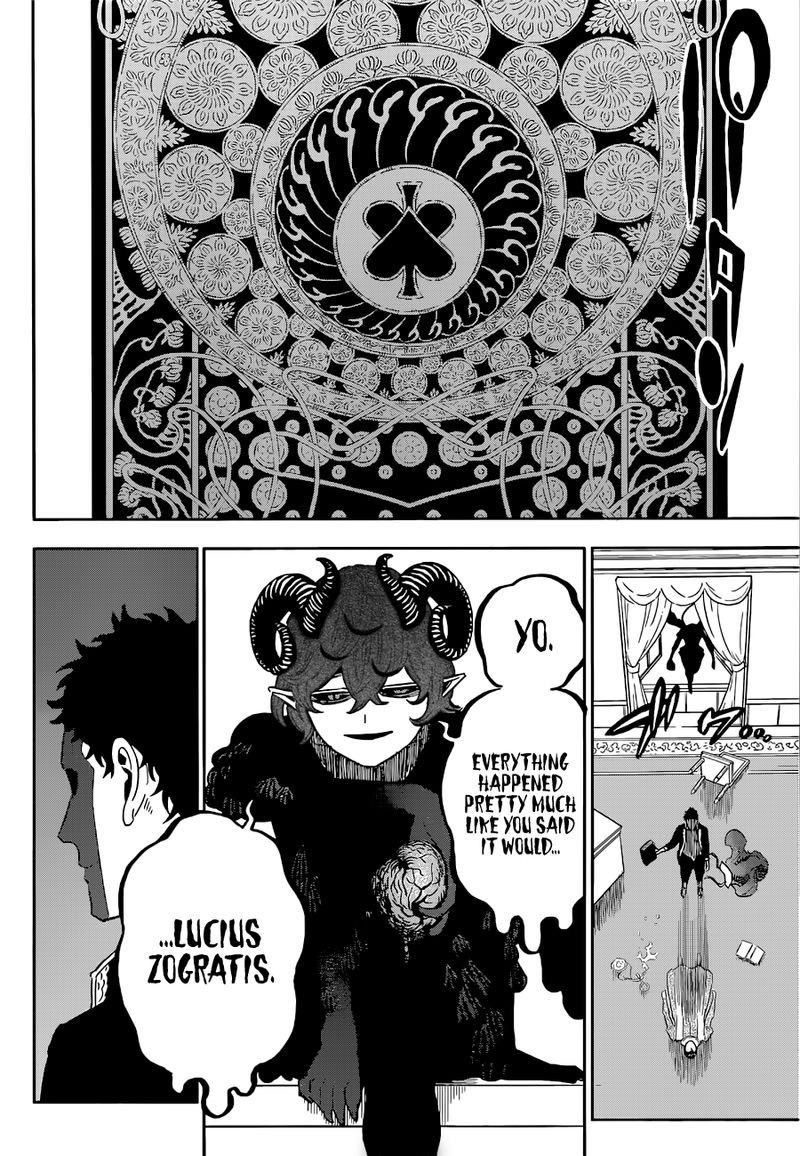 YO.
EVERYTHING
HAPPENED
PRETTY MUCH
LIKE YOU SAID
IT WOULD...
...LUCIUS
ZOGRATIS.